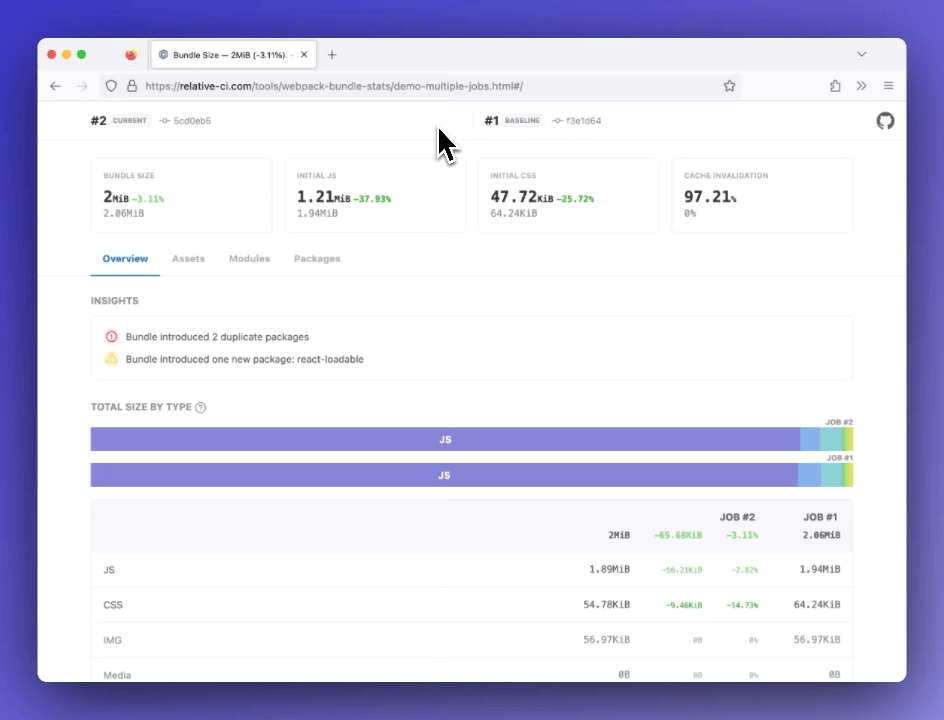 Bundle Size — 2MiB (-3.11%). -
https://relative-ci.com/tools/webpack-bundle-stats/demo-multiple-jobs.html#/
#2 CURRENT 5cd0eb5 #1 BASELINE f3e1d64
BUNDLE SIZE
2MiB -3.11%
2.06MiB
INITIAL JS
1.21MiB -37.93%
1.94MiB
INITIAL CSS
47.72KiB -25.72%
64.24KiB
CACHE INVALIDATION
97.21%
0%
Overview Assets Modules Packages
INSIGHTS
Bundle introduced 2 duplicate packages
Bundle introduced one new package: react-loadable
TOTAL SIZE BY TYPE ?
JOB #2
JS
JOB #1
JS
JOB #2 JOB #1
2MiB -65.68KiB -3.11% 2.06MiB
JS 1.89MiB -56.21KiB -2.82% 1.94MiB
CSS 54.78KiB -9.46KiB -14.73% 64.24KiB
IMG 56.97KiB 0B 0% 56.97KiB
Media 0B 0B 0% 0B